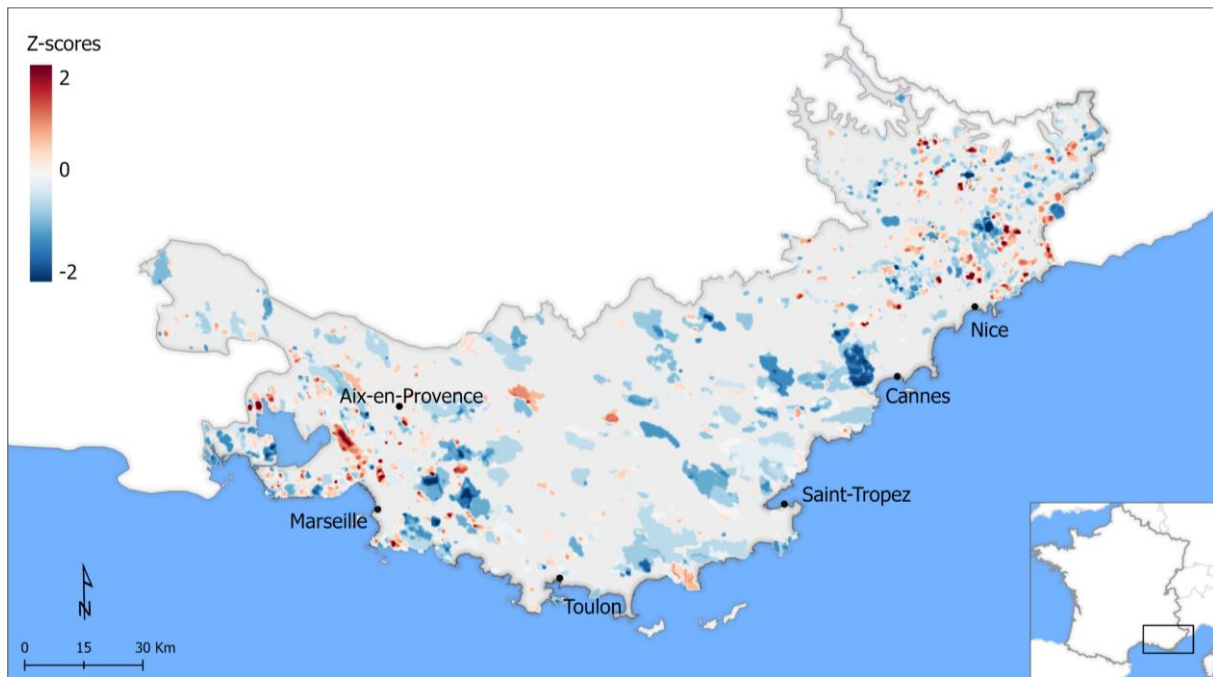 Z-scores
2
0
-2
Nice
Cannes
Aix-en-Provence
Saint-Tropez
Marseille
Toulon
N
0 15 30 Km